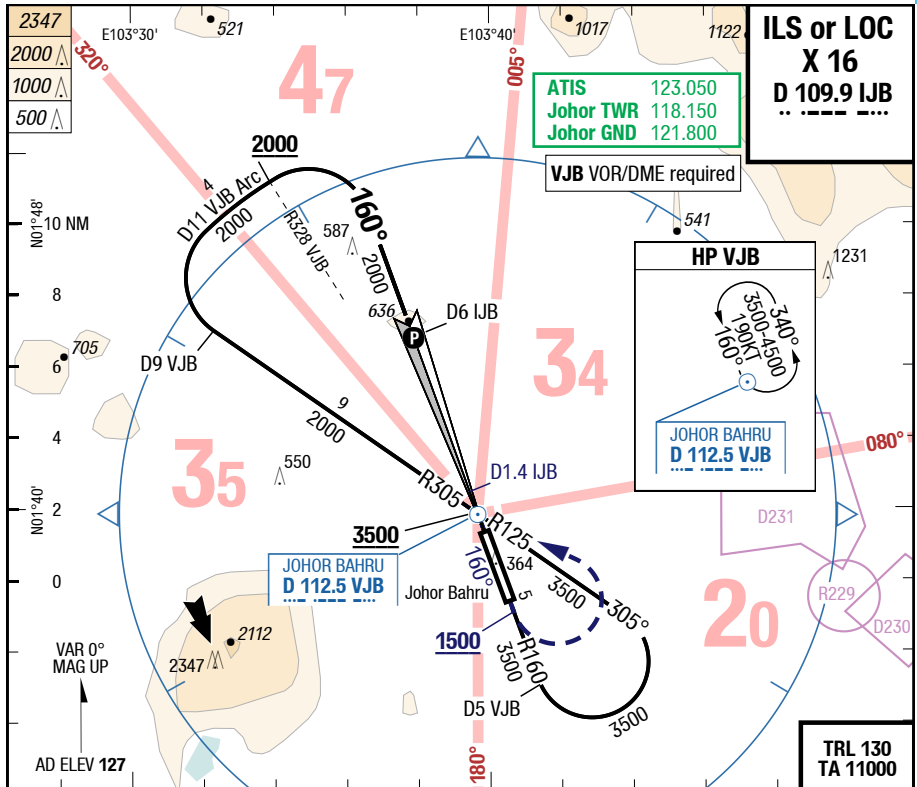 2347
2000
1000
500
E103°30'
521
E103°40'
1017
1122
ILS or LOC
X 16
D 109.9 IJB
320°
47
005°
ATIS 123.050
Johor TWR 118.150
Johor GND 121.800
VJB VOR/DME required
2000
4
D11 VJB Arc
2000
R328 VJB
160°
2000
587
N01°48'
10 NM
541
1231
HP VJB
340°
3500-4500
190KT
160°
JOHOR BAHRU
D 112.5 VJB
8
636
P
D6 IJB
705
6
D9 VJB
34
9
2000
4
35
550
R305
D1.4 IJB
080°
N01°40'
2
3500
R125
D231
JOHOR BAHRU
D 112.5 VJB
160°
364
Johor Bahru
5
3500
305°
0
R229
20
D230
2112
2347
1500
R160
3500
D5 VJB
3500
VAR 0°
MAG UP
AD ELEV 127
180°
TRL 130
TA 11000